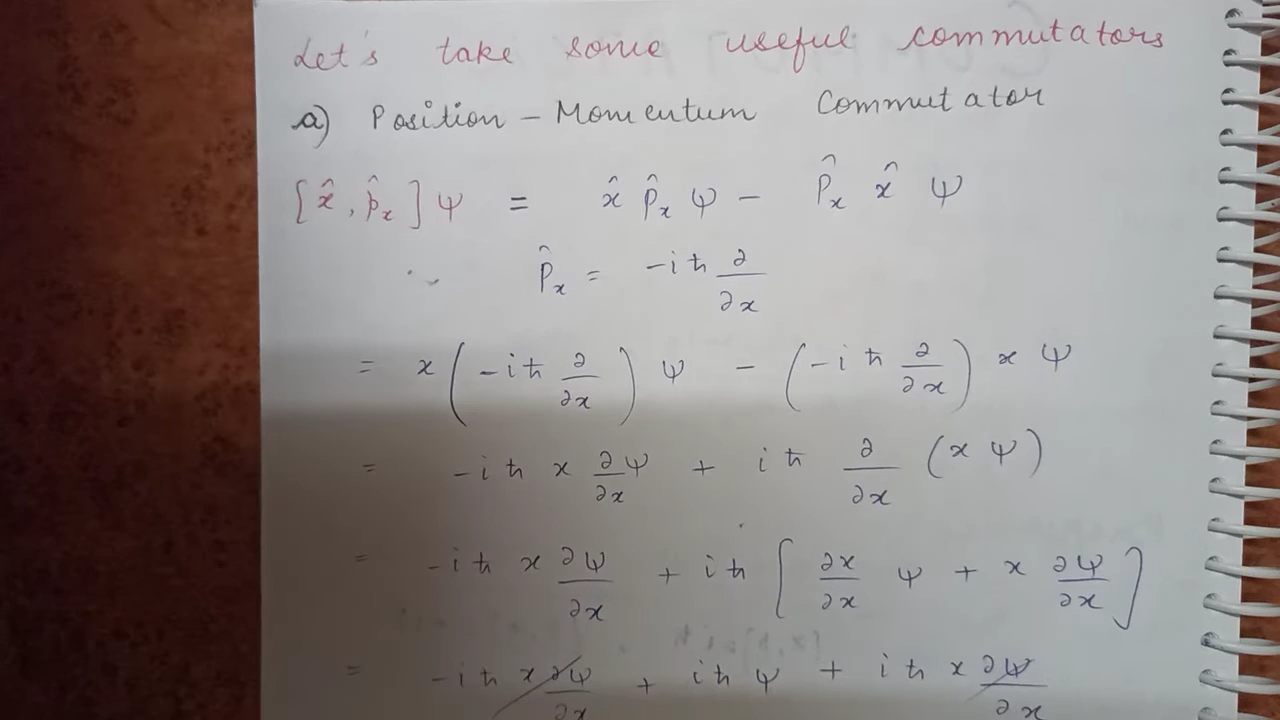 Let's take some useful commutators
a) Position - Momentum Commutator
[x̂, p̂ₓ] ψ = x̂ p̂ₓ ψ - p̂ₓ x̂ ψ
p̂ₓ = -iħ ∂/∂x
= x (-iħ ∂/∂x) ψ - (-iħ ∂/∂x) x ψ
= -iħ x ∂ψ/∂x + iħ ∂/∂x (x ψ)
= -iħ x ∂ψ/∂x + iħ [∂x/∂x ψ + x ∂ψ/∂x]
= -iħ x ∂ψ/∂x + iħ ψ + iħ x ∂ψ/∂x